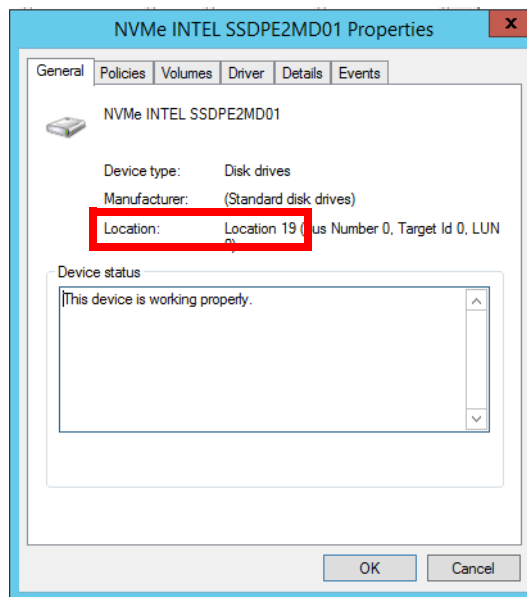 NVMe INTEL SSDPE2MD01 Properties
x
General Policies Volumes Driver Details Events
NVMe INTEL SSDPE2MD01
Device type: Disk drives
Manufacturer: (Standard disk drives)
Location: Location 19 (Bus Number 0, Target Id 0, LUN
0)
Device status
This device is working properly.
OK Cancel